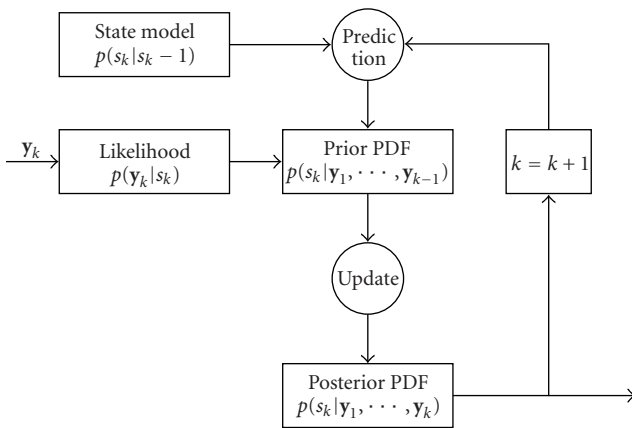 State model
p(s_k|s_k − 1)
Predic
tion
y_k
Likelihood
p(y_k|s_k)
Prior PDF
p(s_k|y_1, · · · , y_{k−1})
k = k + 1
Update
Posterior PDF
p(s_k|y_1, · · · , y_k)